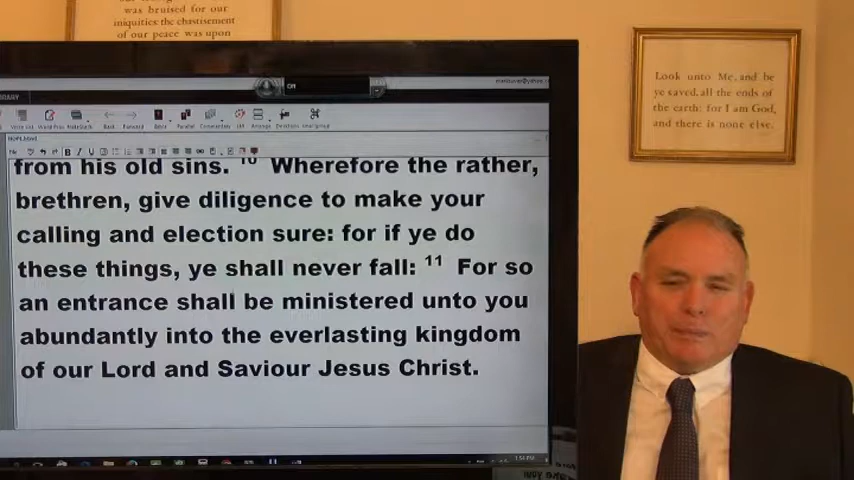 was bruised for our
iniquities the chastisement
of our peace was upon
Look unto Me, and be
ye saved, all the ends of
the earth: for I am God,
and there is none else.
from his old sins. 10 Wherefore the rather,
brethren, give diligence to make your
calling and election sure: for if ye do
these things, ye shall never fall: 11 For so
an entrance shall be ministered unto you
abundantly into the everlasting kingdom
of our Lord and Saviour Jesus Christ.
1:54 PM